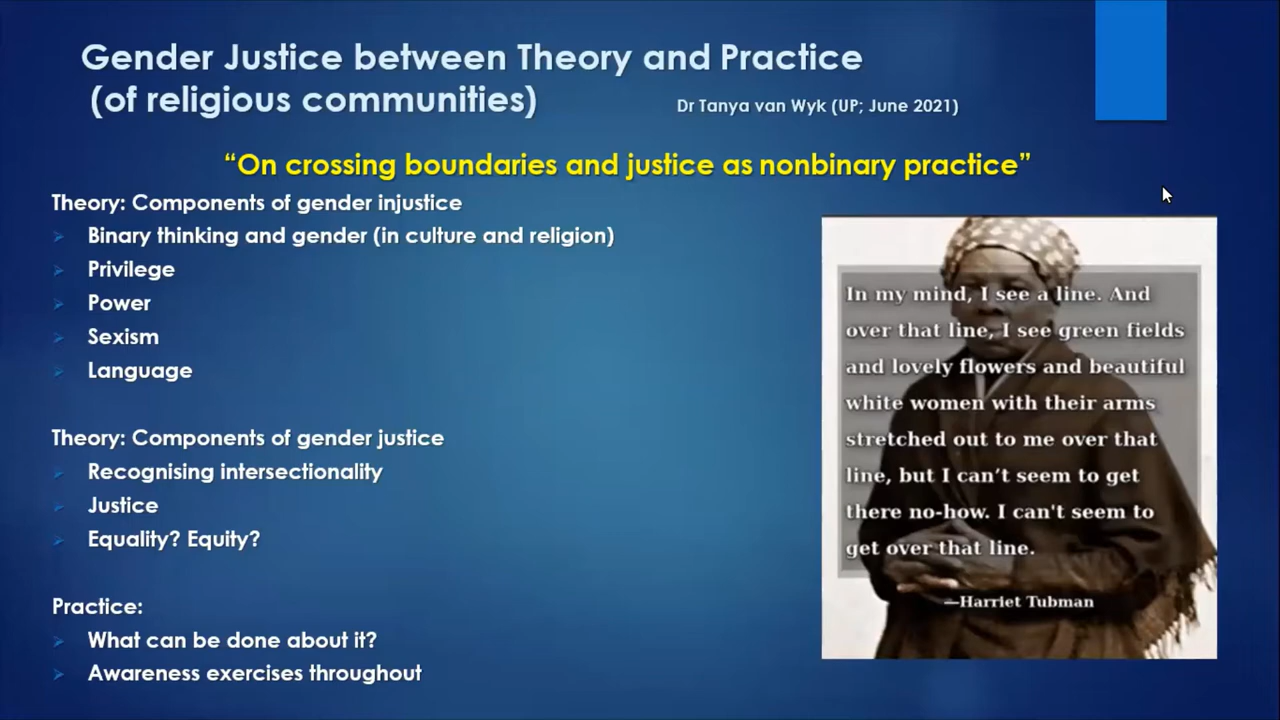 Gender Justice between Theory and Practice
(of religious communities)
Dr Tanya van Wyk (UP; June 2021)
“On crossing boundaries and justice as nonbinary practice”
Theory: Components of gender injustice
Binary thinking and gender (in culture and religion)
Privilege
Power
Sexism
Language
Theory: Components of gender justice
Recognising intersectionality
Justice
Equality? Equity?
Practice:
What can be done about it?
Awareness exercises throughout
In my mind, I see a line. And
over that line, I see green fields
and lovely flowers and beautiful
white women with their arms
stretched out to me over that
line, but I can’t seem to get
there no-how. I can't seem to
get over that line.
—Harriet Tubman